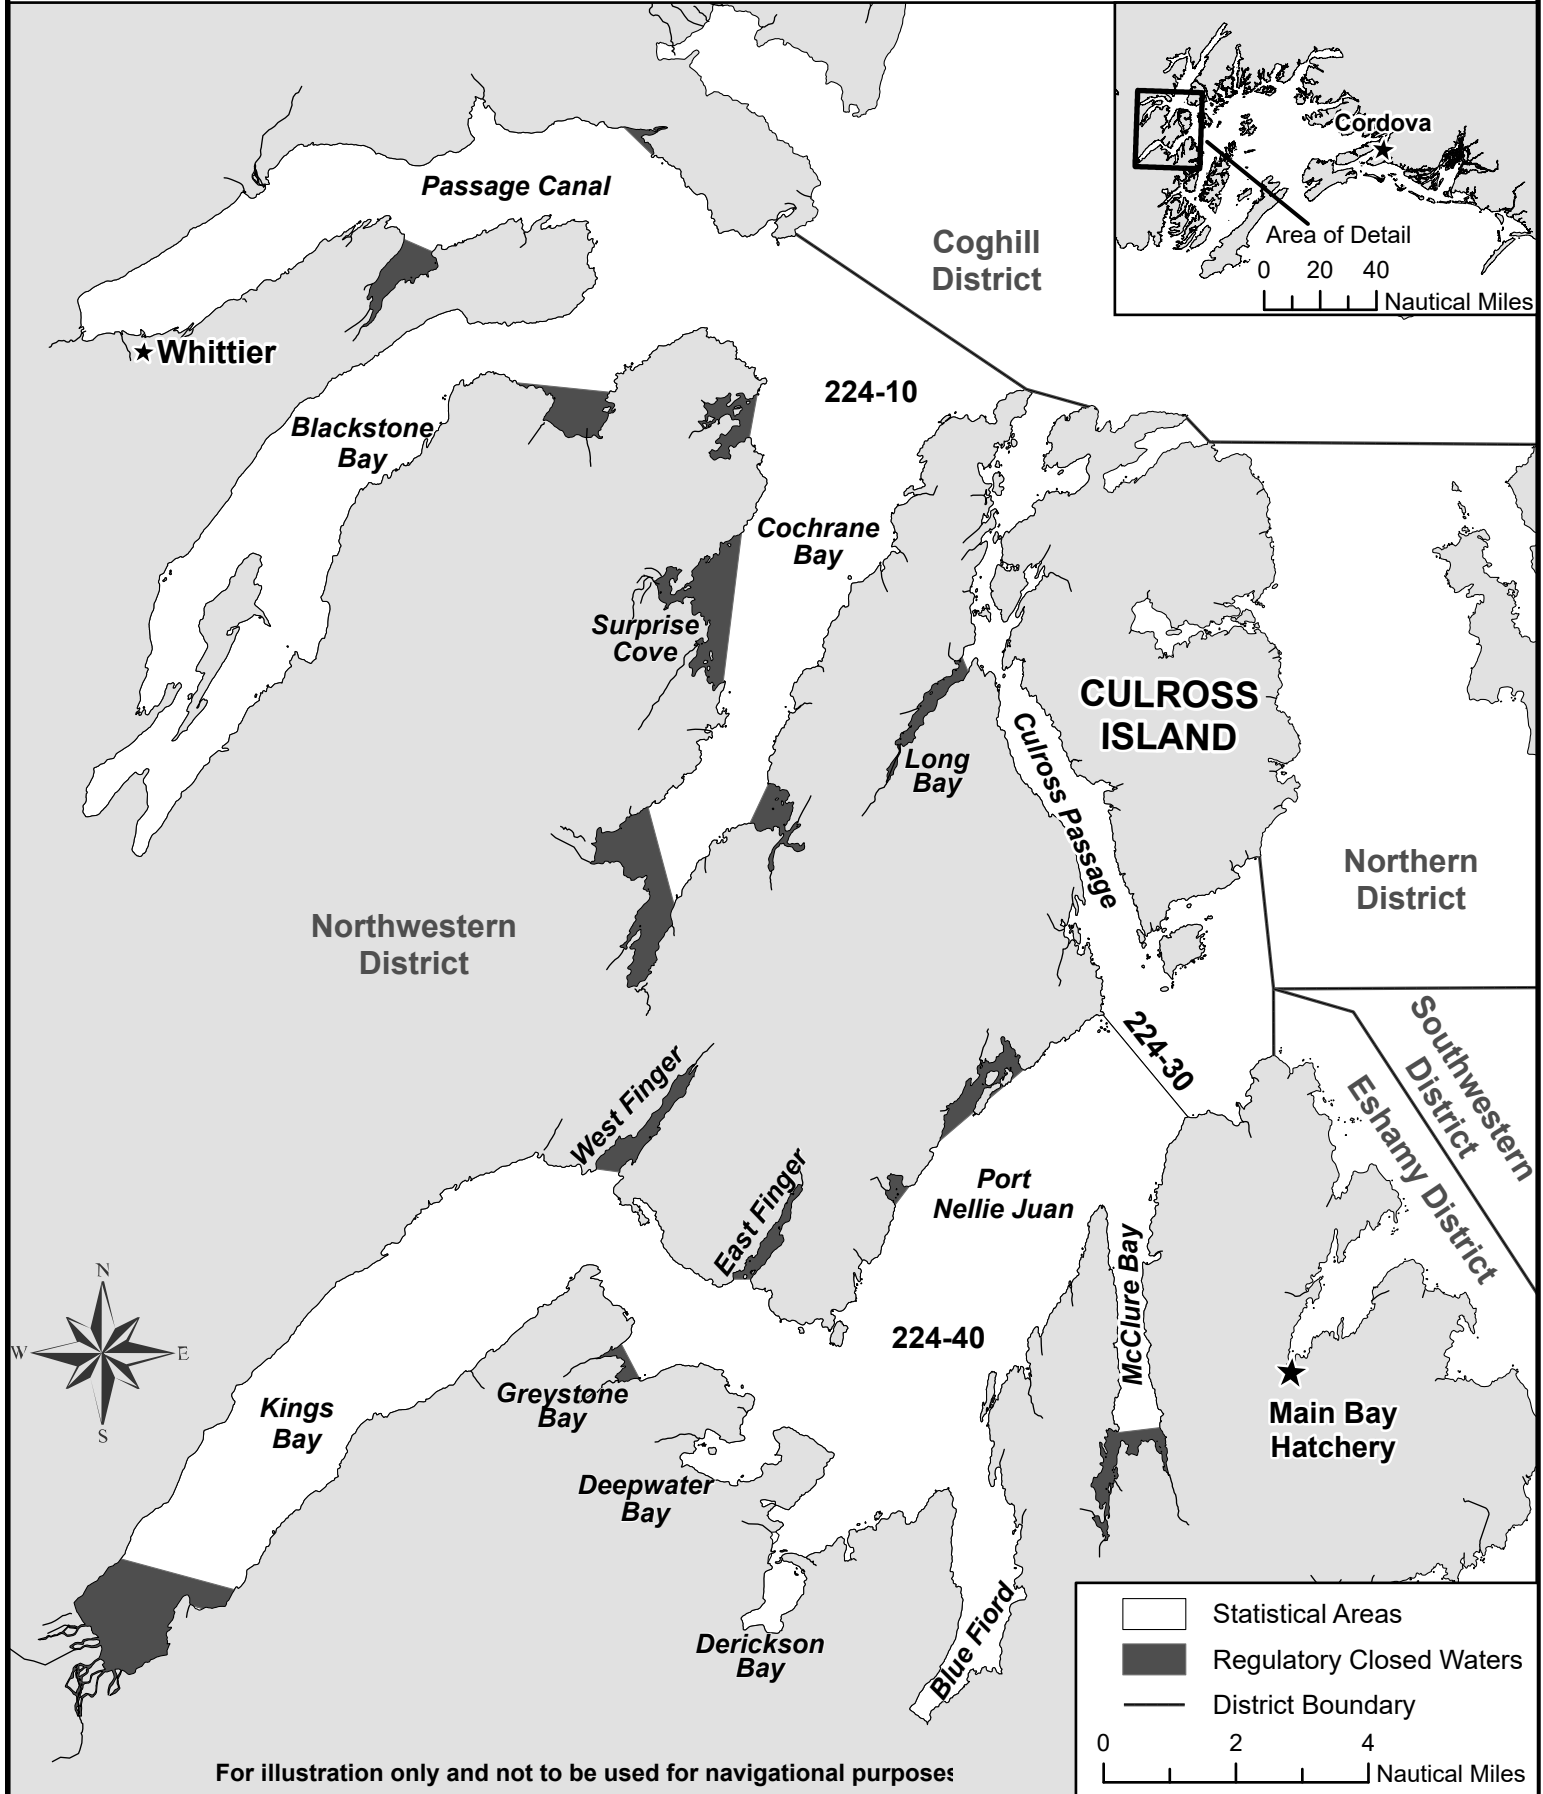 Cordova
Area of Detail
0 20 40
Nautical Miles
Passage Canal
Coghill
District
Whittier
224-10
Blackstone
Bay
Cochrane
Bay
Surprise
Cove
CULROSS
ISLAND
Long
Bay
Culross Passage
Northern
District
Northwestern
District
224-30
Southwestern
District
Eshamy District
West Finger
East Finger
Port
Nellie Juan
McClure Bay
224-40
N
W
E
S
Kings
Bay
Greystone
Bay
Main Bay
Hatchery
Deepwater
Bay
Derickson
Bay
Blue Fiord
Statistical Areas
Regulatory Closed Waters
District Boundary
0 2 4
Nautical Miles
For illustration only and not to be used for navigational purposes